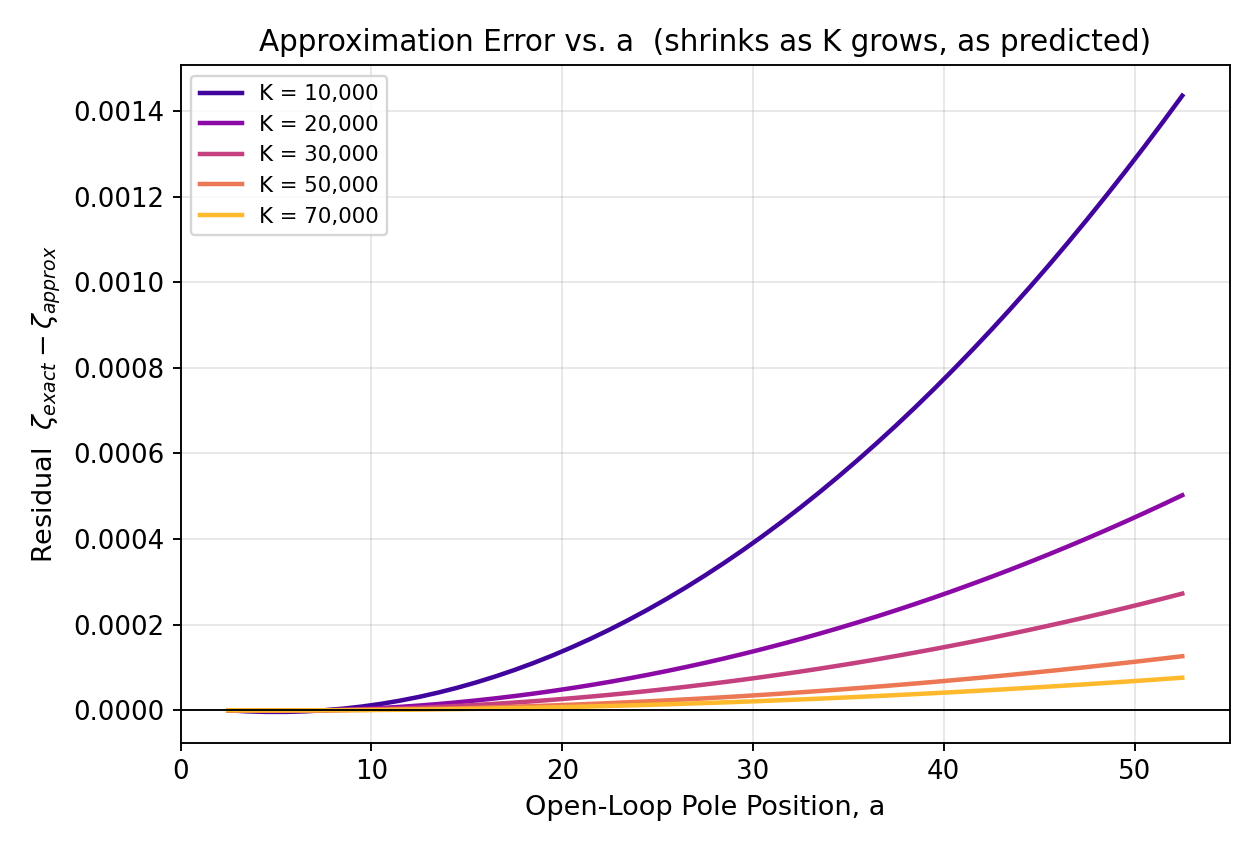 Approximation Error vs. a  (shrinks as K grows, as predicted)
K = 10,000
K = 20,000
K = 30,000
K = 50,000
K = 70,000
Residual ζexact − ζapprox
0.0014
0.0012
0.0010
0.0008
0.0006
0.0004
0.0002
0.0000
0 10 20 30 40 50
Open-Loop Pole Position, a